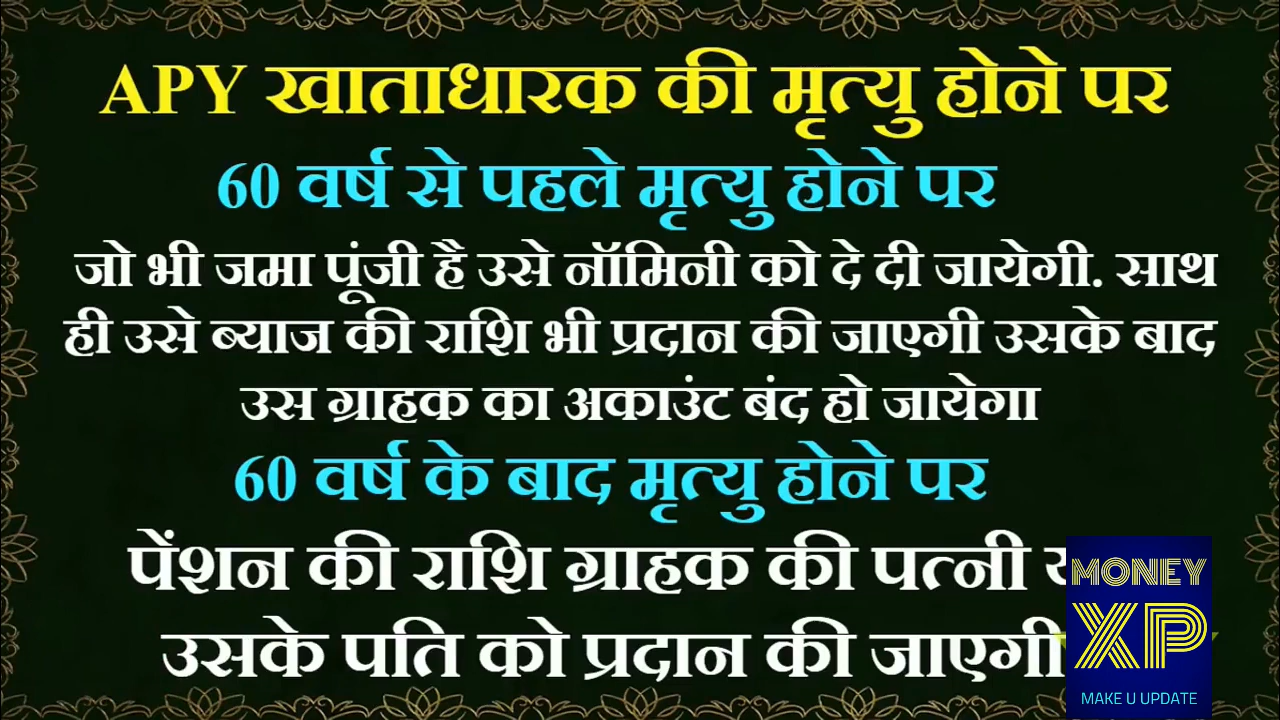 APY खाताधारक की मृत्यु होने पर
60 वर्ष से पहले मृत्यु होने पर
जो भी जमा पूंजी है उसे नॉमिनी को दे दी जायेगी. साथ
ही उसे ब्याज की राशि भी प्रदान की जाएगी उसके बाद
उस ग्राहक का अकाउंट बंद हो जायेगा
60 वर्ष के बाद मृत्यु होने पर
पेंशन की राशि ग्राहक की पत्नी
उसके पति को प्रदान की जाएगी
MONEY
XP
MAKE U UPDATE